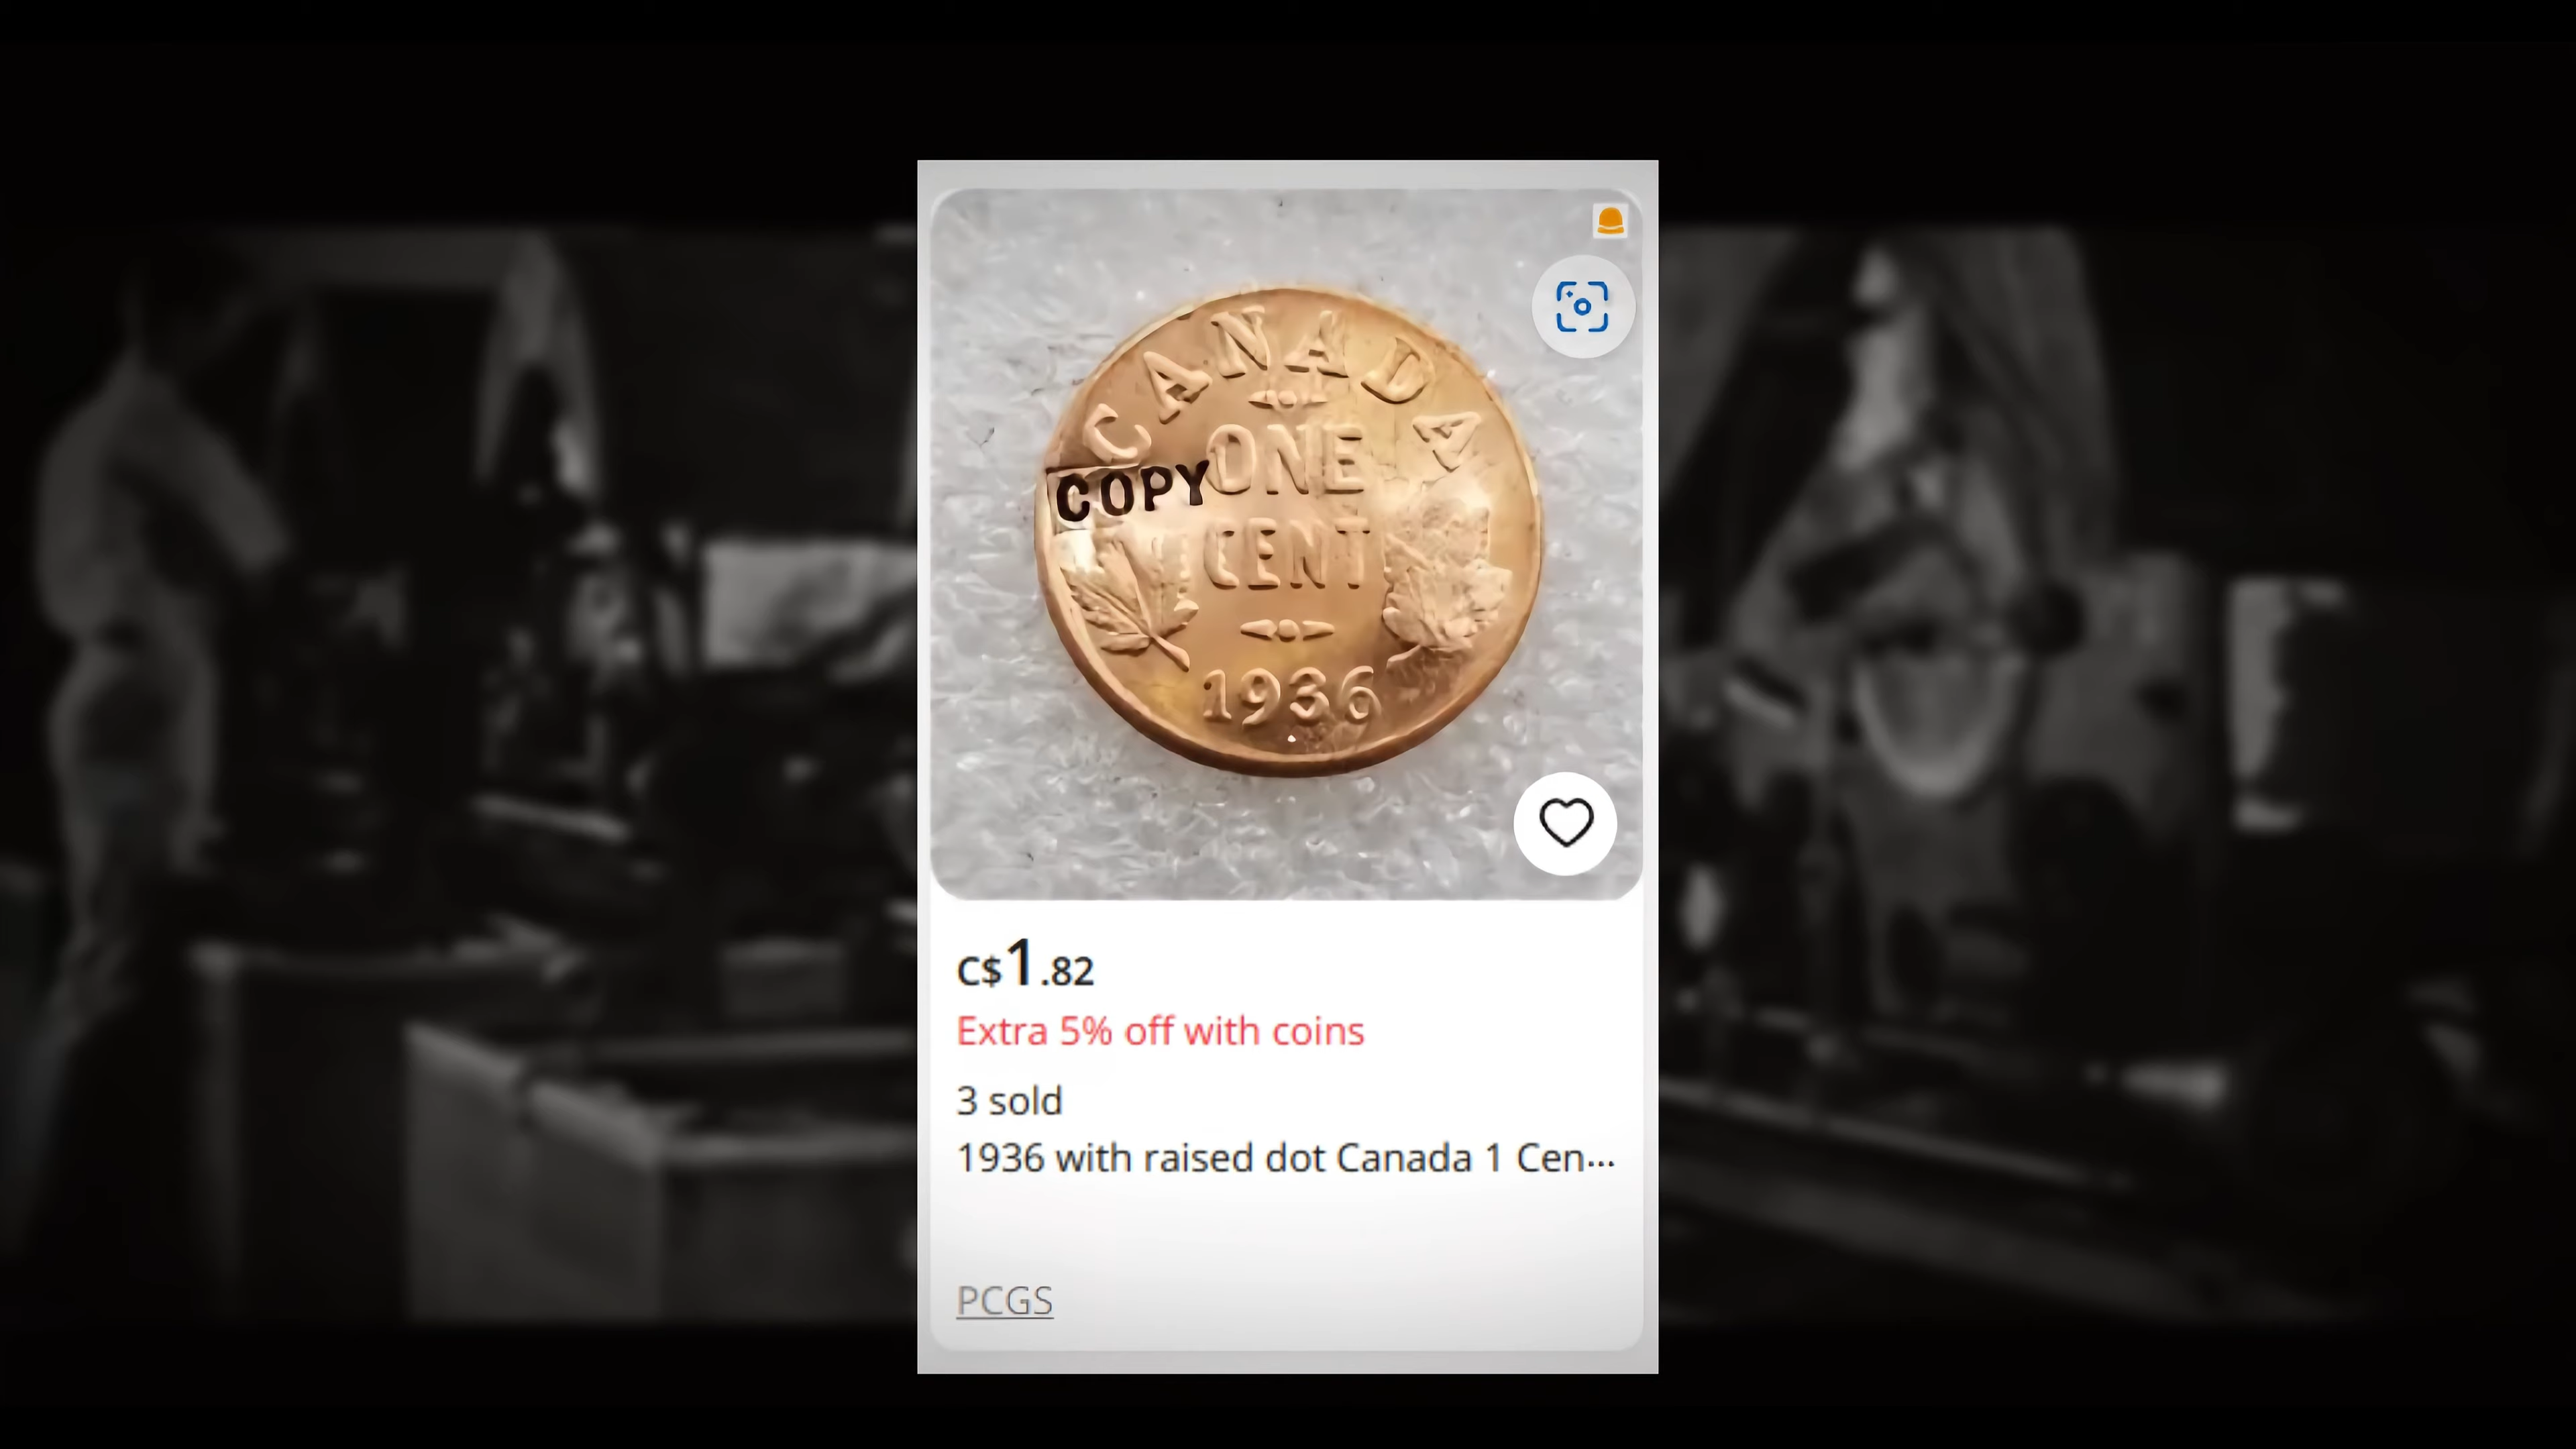 CANADA
ONE
COPY
CENT
1936
C$1.82
Extra 5% off with coins
3 sold
1936 with raised dot Canada 1 Cen...
PCGS